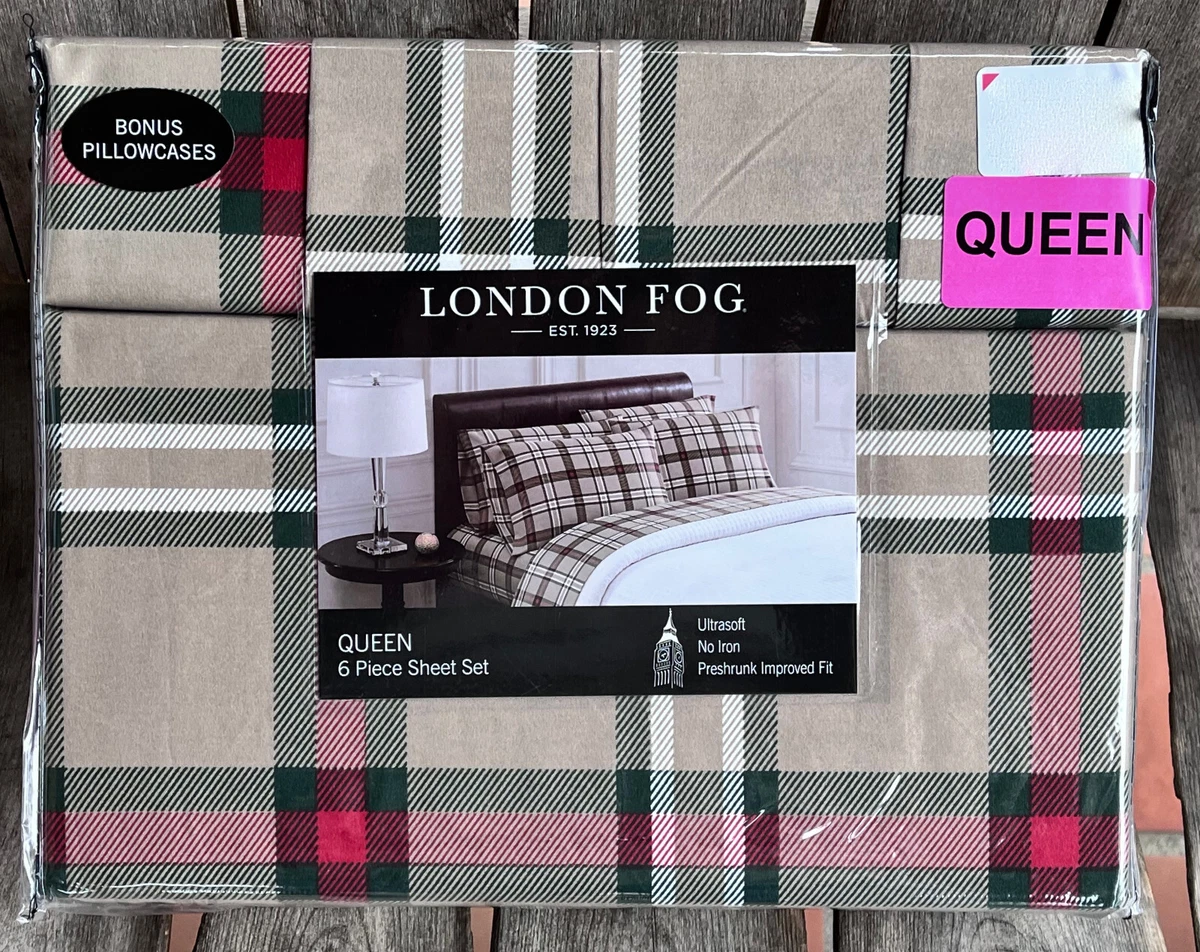 BONUS
PILLOWCASES
QUEEN
LONDON FOG
EST. 1923
QUEEN
6 Piece Sheet Set
Ultrasoft
No Iron
Preshrunk Improved Fit